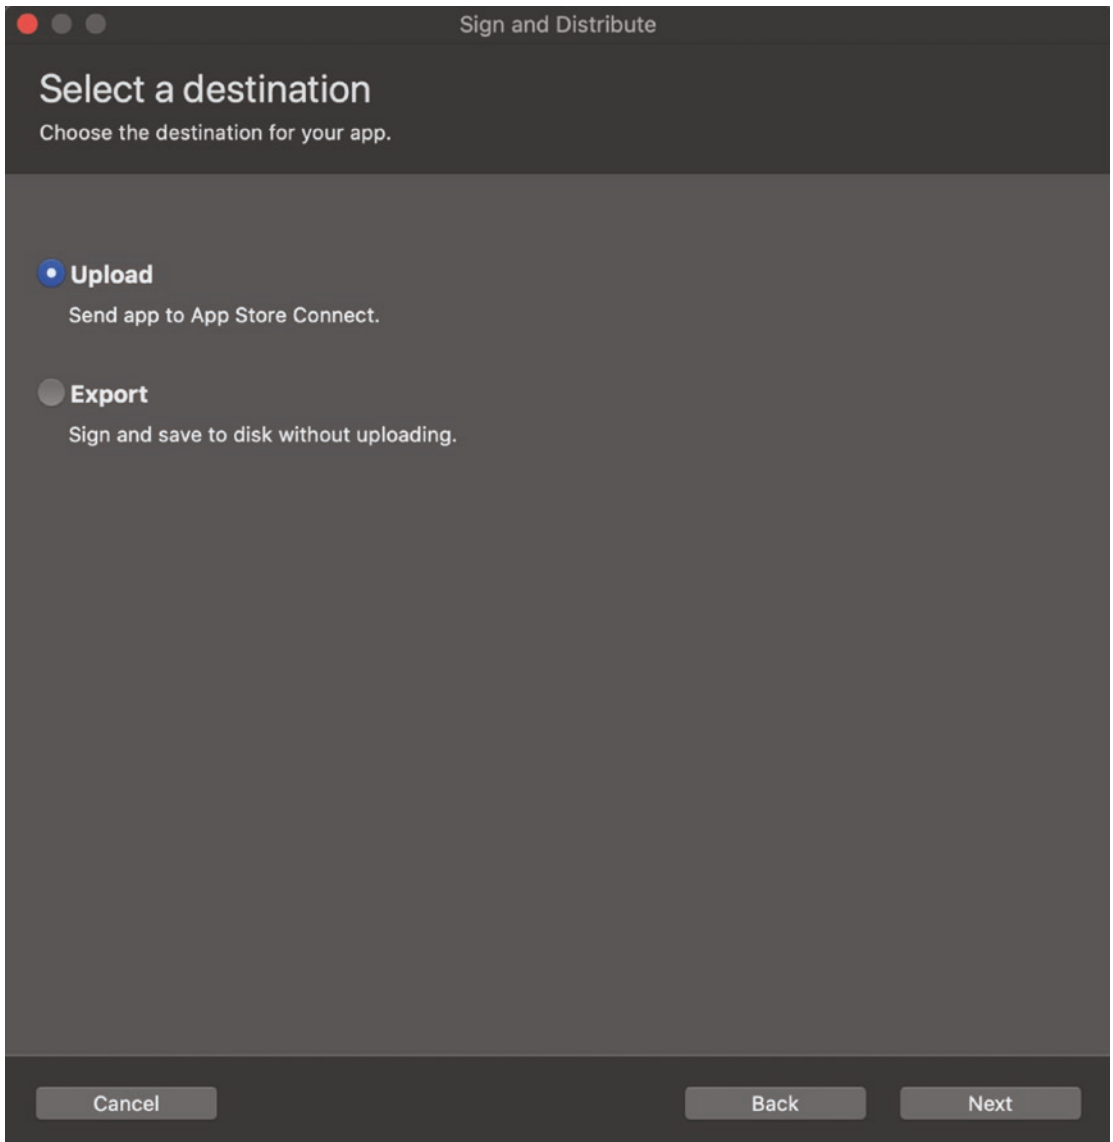 Sign and Distribute
Select a destination
Choose the destination for your app.
Upload
Send app to App Store Connect.
Export
Sign and save to disk without uploading.
Cancel
Back
Next